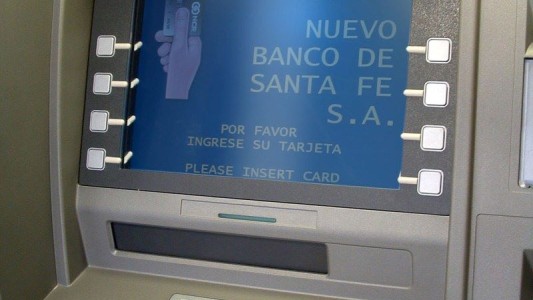 NUEVO
BANCO DE
SANTA FE
S.A.
POR FAVOR
INGRESE SU TARJETA
PLEASE INSERT CARD